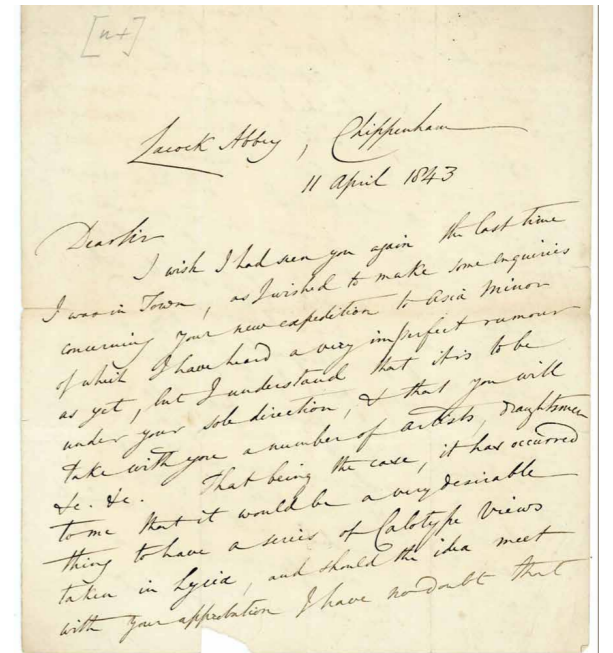 [n+]
Lacock Abbey, Chippenham
11 April 1843
Dear Sir
I wish I had seen you again the last time
I was in Town, as I wished to make some enquiries
concerning your new expedition to Asia Minor
of which I have heard a very imperfect rumour
as yet, but I understand that it is to be
under your sole direction, & that you will
take with you a number of artists, draughtsmen
&c. &c. That being the case, it has occurred
to me that it would be a very desirable
thing to have a series of Calotype views
taken in Lycia, and should the idea meet
with your approbation I have no doubt that